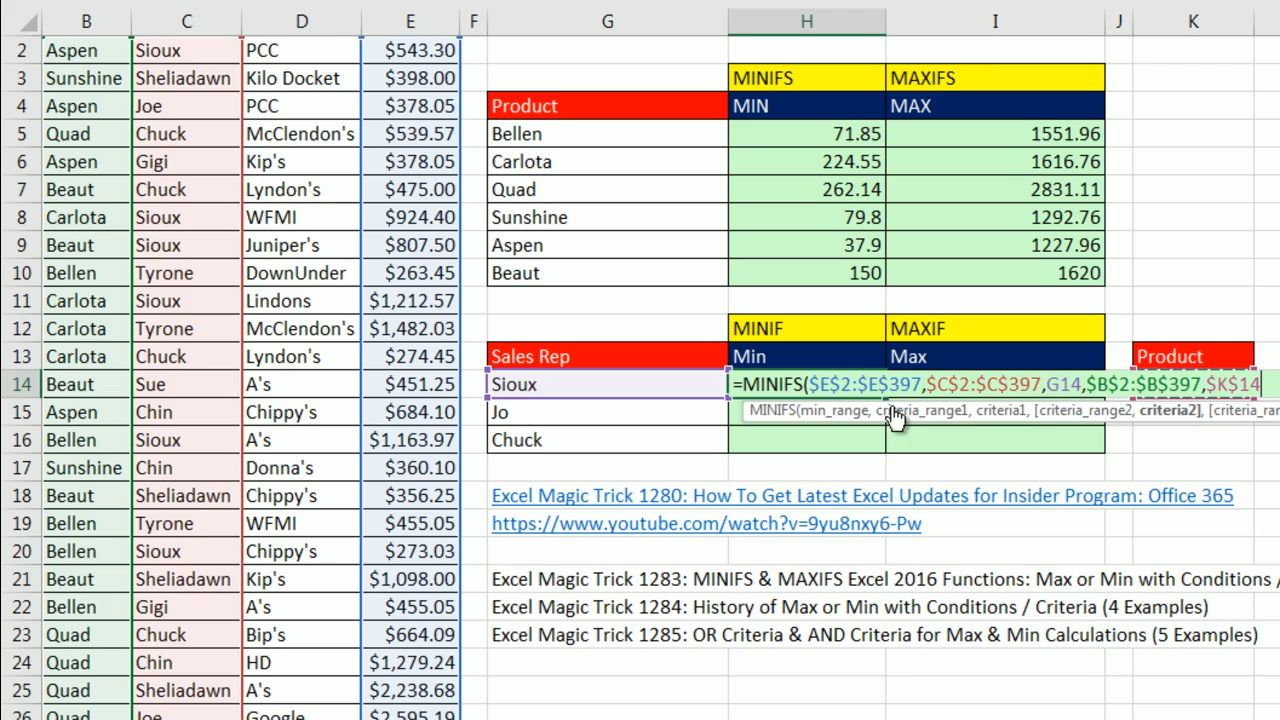 B C D E F G H I J K
2 Aspen Sioux PCC $543.30
3 Sunshine Sheliadawn Kilo Docket $398.00 MINIFS MAXIFS
4 Aspen Joe PCC $378.05 Product MIN MAX
5 Quad Chuck McClendon's $539.57 Bellen 71.85 1551.96
6 Aspen Gigi Kip's $378.05 Carlota 224.55 1616.76
7 Beaut Chuck Lyndon's $475.00 Quad 262.14 2831.11
8 Carlota Sioux WFMI $924.40 Sunshine 79.8 1292.76
9 Beaut Sioux Juniper's $807.50 Aspen 37.9 1227.96
10 Bellen Tyrone DownUnder $263.45 Beaut 150 1620
11 Carlota Sioux Lindons $1,212.57
12 Carlota Tyrone McClendon's $1,482.03 MINIF MAXIF
13 Carlota Chuck Lyndon's $274.45 Sales Rep Min Max Product
14 Beaut Sue A's $451.25 Sioux =MINIFS($E$2:$E$397,$C$2:$C$397,G14,$B$2:$B$397,$K$14
MINIFS(min_range, criteria_range1, criteria1, [criteria_range2, criteria2], [criteria_ra
15 Aspen Chin Chippy's $684.10 Jo
16 Bellen Sioux A's $1,163.97 Chuck
17 Sunshine Chin Donna's $360.10
18 Beaut Sheliadawn Chippy's $356.25 Excel Magic Trick 1280: How To Get Latest Excel Updates for Insider Program: Office 365
19 Bellen Tyrone WFMI $455.05 https://www.youtube.com/watch?v=9yu8nxy6-Pw
20 Bellen Sioux Chippy's $273.03
21 Beaut Sheliadawn Kip's $1,098.00 Excel Magic Trick 1283: MINIFS & MAXIFS Excel 2016 Functions: Max or Min with Conditions /
22 Bellen Gigi A's $455.05 Excel Magic Trick 1284: History of Max or Min with Conditions / Criteria (4 Examples)
23 Quad Chuck Bip's $664.09 Excel Magic Trick 1285: OR Criteria & AND Criteria for Max & Min Calculations (5 Examples)
24 Quad Chin HD $1,279.24
25 Quad Sheliadawn A's $2,238.68
26 Quad Joe Google $2,595.19